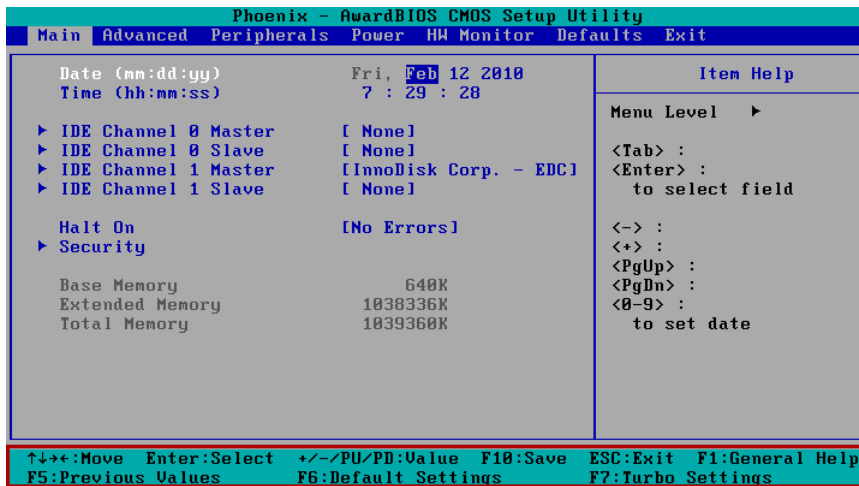 Phoenix - AwardBIOS CMOS Setup Utility
Main Advanced Peripherals Power HW Monitor Defaults Exit
Date (mm:dd:yy) Fri, Feb 12 2010
Time (hh:mm:ss) 7 : 29 : 28
▶ IDE Channel 0 Master [ None]
▶ IDE Channel 0 Slave [ None]
▶ IDE Channel 1 Master [InnoDisk Corp. - EDC]
▶ IDE Channel 1 Slave [ None]
Halt On [No Errors]
▶ Security
Base Memory 640K
Extended Memory 1038336K
Total Memory 1039360K
Item Help
Menu Level ▶
<Tab> :
<Enter> :
to select field
<-> :
<+> :
<PgUp> :
<PgDn> :
<0-9> :
to set date
↑↓→←:Move Enter:Select +/-/PU/PD:Value F10:Save ESC:Exit F1:General Help
F5:Previous Values F6:Default Settings F7:Turbo Settings